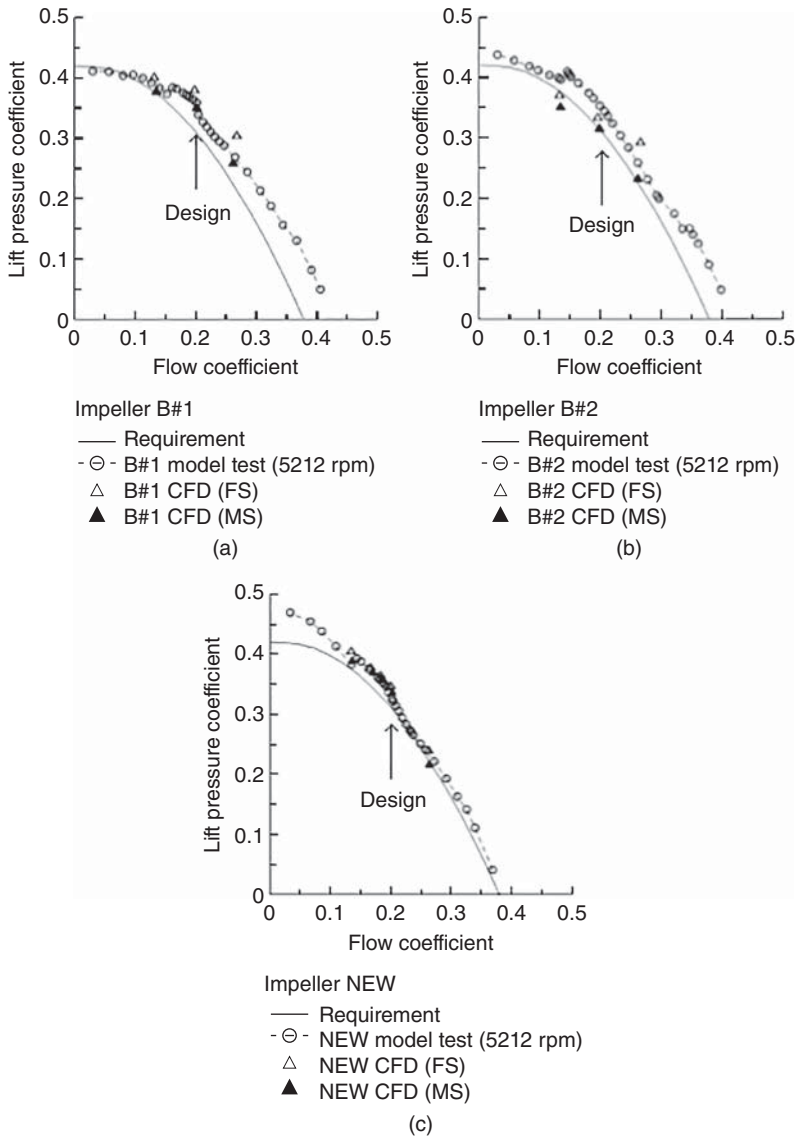 0.5
0.4
0.3
0.2
0.1
0
Lift pressure coefficient
Design
0 0.1 0.2 0.3 0.4 0.5
Flow coefficient
Impeller B#1
Requirement
B#1 model test (5212 rpm)
B#1 CFD (FS)
B#1 CFD (MS)
(a)
0.5
0.4
0.3
0.2
0.1
0
Lift pressure coefficient
Design
0 0.1 0.2 0.3 0.4 0.5
Flow coefficient
Impeller B#2
Requirement
B#2 model test (5212 rpm)
B#2 CFD (FS)
B#2 CFD (MS)
(b)
0.5
0.4
0.3
0.2
0.1
0
Lift pressure coefficient
Design
0 0.1 0.2 0.3 0.4 0.5
Flow coefficient
Impeller NEW
Requirement
NEW model test (5212 rpm)
NEW CFD (FS)
NEW CFD (MS)
(c)